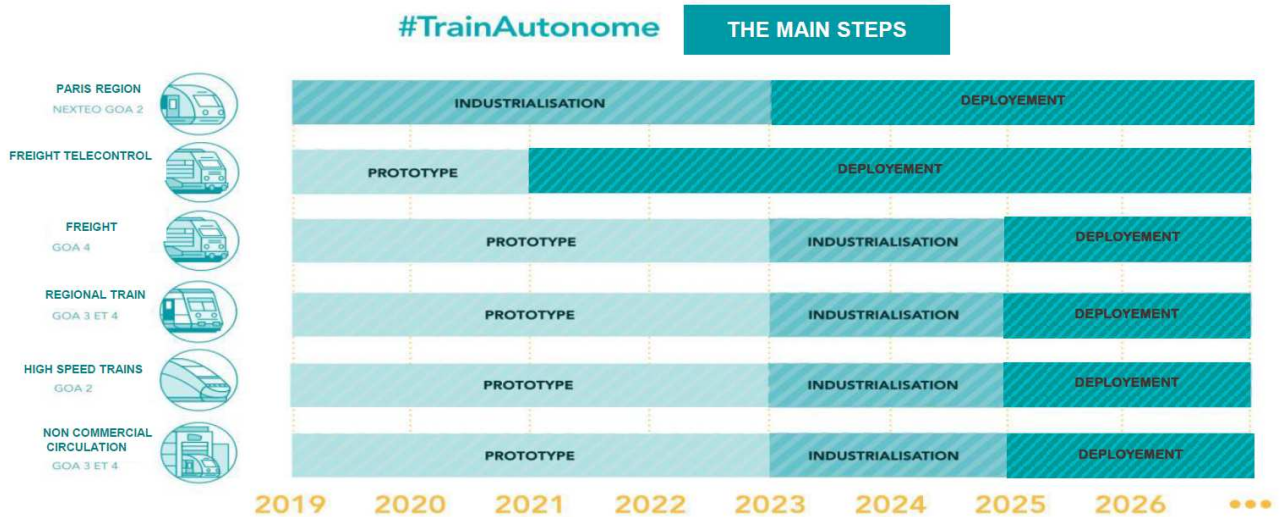 #TrainAutonome THE MAIN STEPS
PARIS REGION
NEXTEO GOA 2
INDUSTRIALISATION DEPLOYEMENT
FREIGHT TELECONTROL
PROTOTYPE DEPLOYEMENT
FREIGHT
GOA 4
PROTOTYPE INDUSTRIALISATION DEPLOYEMENT
REGIONAL TRAIN
GOA 3 ET 4
PROTOTYPE INDUSTRIALISATION DEPLOYEMENT
HIGH SPEED TRAINS
GOA 2
PROTOTYPE INDUSTRIALISATION DEPLOYEMENT
NON COMMERCIAL
CIRCULATION
GOA 3 ET 4
PROTOTYPE INDUSTRIALISATION DEPLOYEMENT
2019 2020 2021 2022 2023 2024 2025 2026 •••